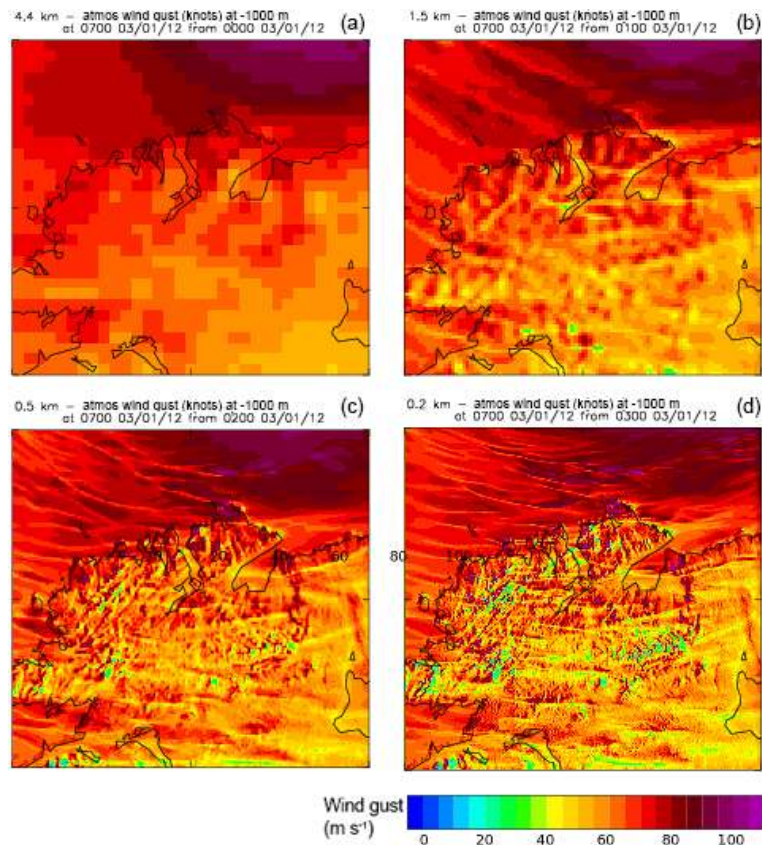 4.4 km – atmos wind gust (knots) at -1000 m (a)
at 0700 03/01/12 from 0000 03/01/12
1.5 km – atmos wind gust (knots) at -1000 m (b)
at 0700 03/01/12 from 0100 03/01/12
0.5 km – atmos wind gust (knots) at -1000 m (c)
at 0700 03/01/12 from 0200 03/01/12
0.2 km – atmos wind gust (knots) at -1000 m (d)
at 0700 03/01/12 from 0300 03/01/12
20 60
80
Wind gust
(m s⁻¹)
0 20 40 60 80 100